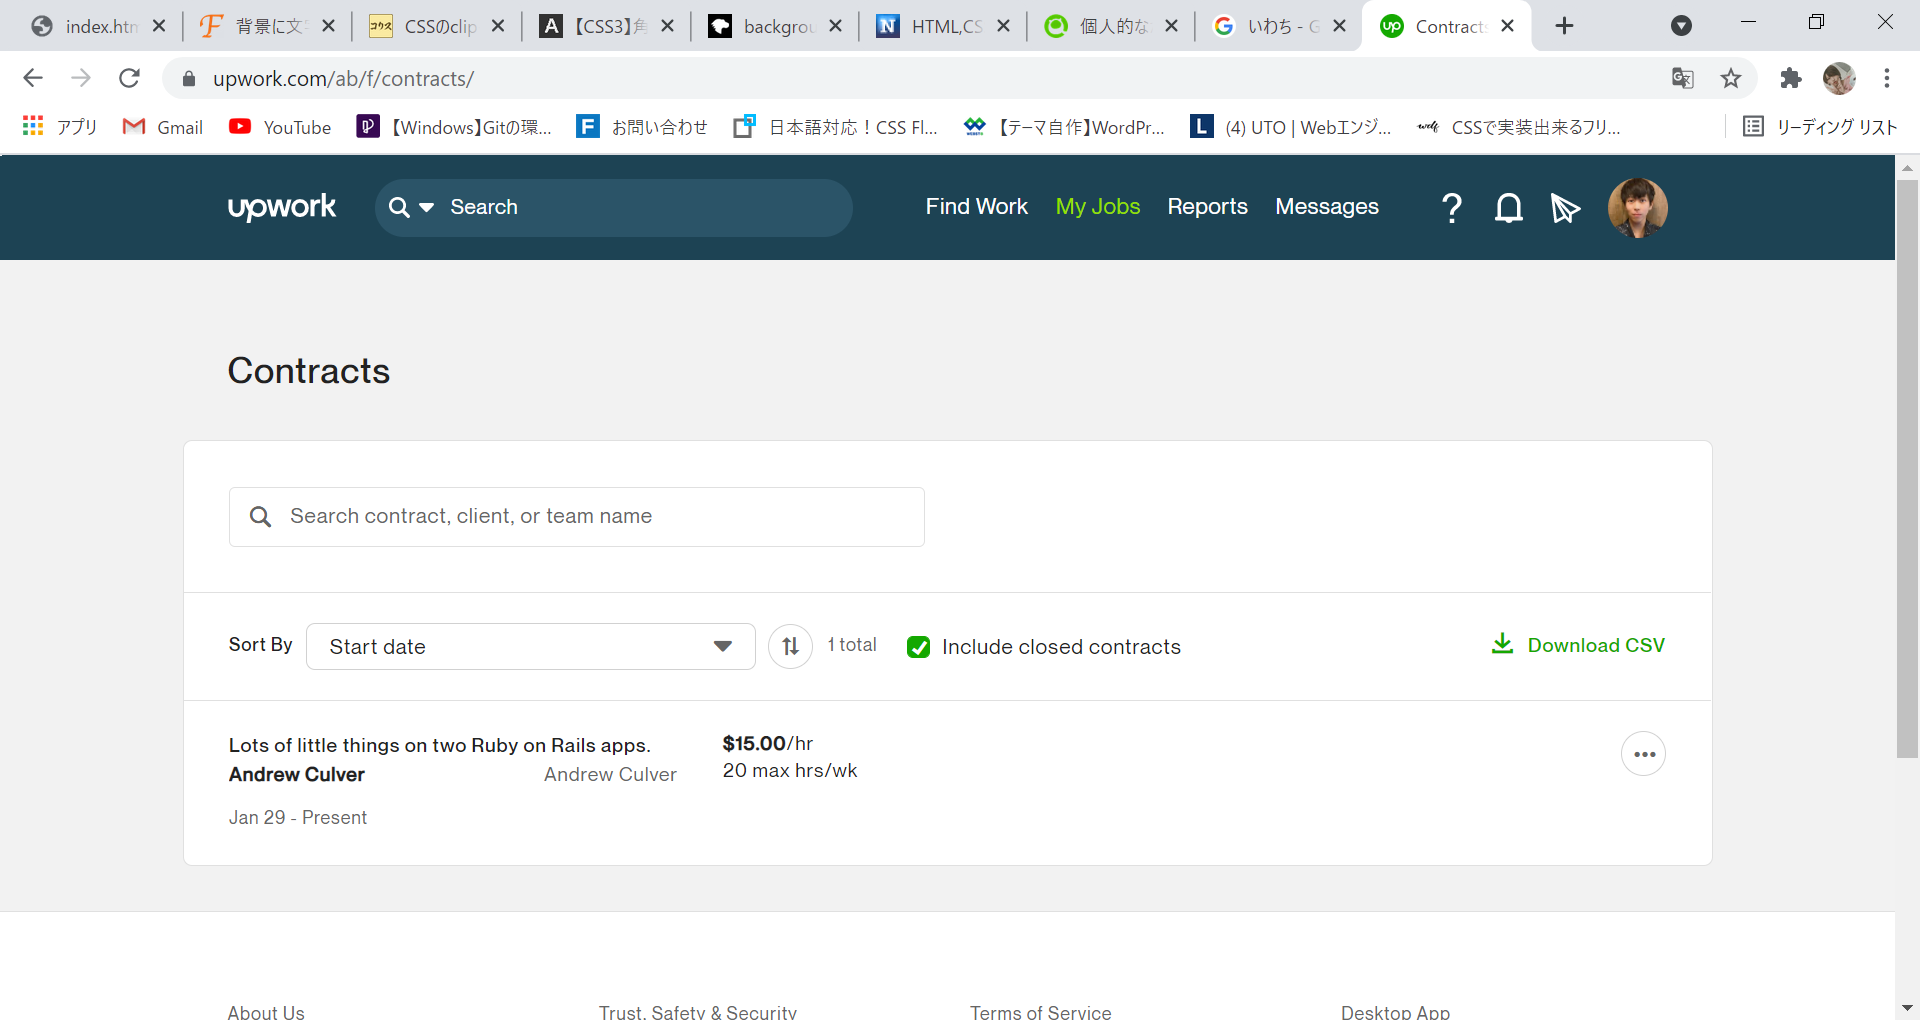 index.htm
背景に文字
CSSのclip
【CSS3】角
backgrou
HTML,CS
個人的な
いわち - G
Contracts
upwork.com/ab/f/contracts/
アプリ
Gmail
YouTube
【Windows】Gitの環...
お問い合わせ
日本語対応！CSS Fl...
【テーマ自作】WordPr...
(4) UTO | Webエンジ...
CSSで実装出来るフリ...
リーディング リスト
upwork
Search
Find Work
My Jobs
Reports
Messages
Contracts
Search contract, client, or team name
Sort By
Start date
1 total
Include closed contracts
Download CSV
Lots of little things on two Ruby on Rails apps.
Andrew Culver
Andrew Culver
$15.00/hr
20 max hrs/wk
Jan 29 - Present
About Us
Trust, Safety & Security
Terms of Service
Desktop App